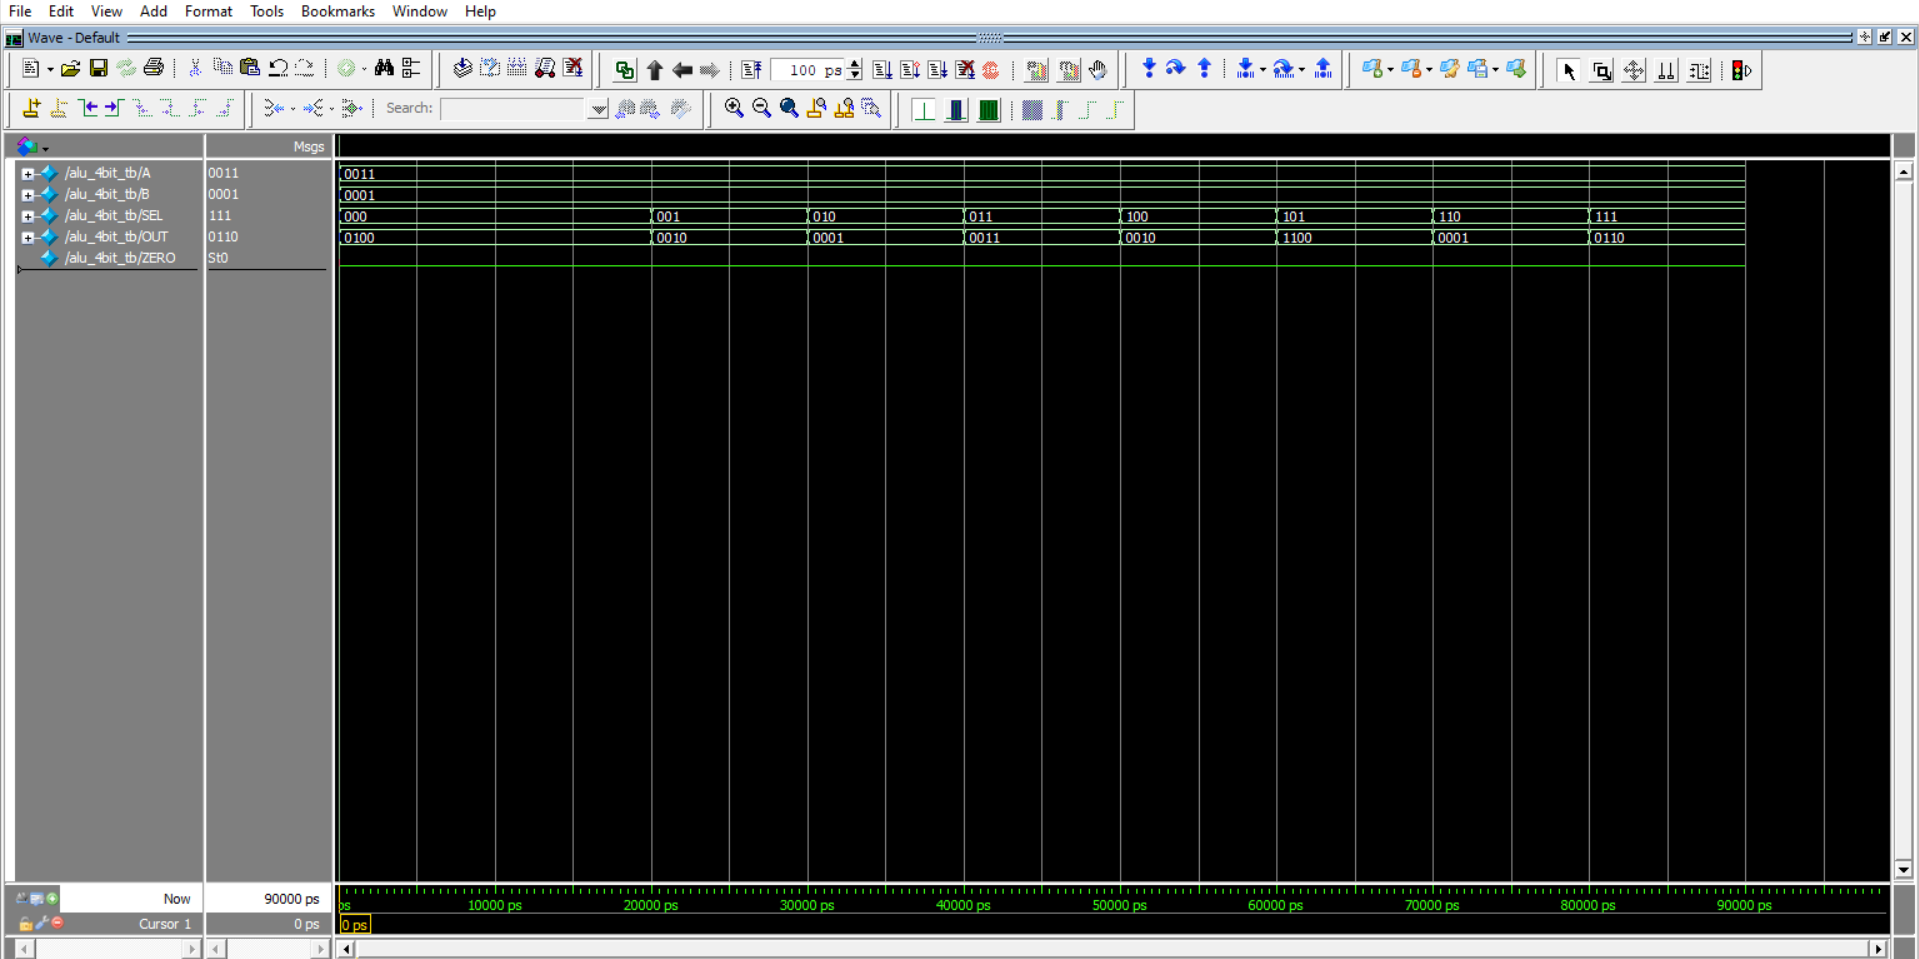 File Edit View Add Format Tools Bookmarks Window Help
Wave - Default
100 ps
Search:
Msgs
/alu_4bit_tb/A 0011 0011
/alu_4bit_tb/B 0001 0001
/alu_4bit_tb/SEL 111 000 001 010 011 100 101 110 111
/alu_4bit_tb/OUT 0110 0100 0010 0001 0011 0010 1100 0001 0110
/alu_4bit_tb/ZERO St0
Now 90000 ps ps 10000 ps 20000 ps 30000 ps 40000 ps 50000 ps 60000 ps 70000 ps 80000 ps 90000 ps
Cursor 1 0 ps 0 ps